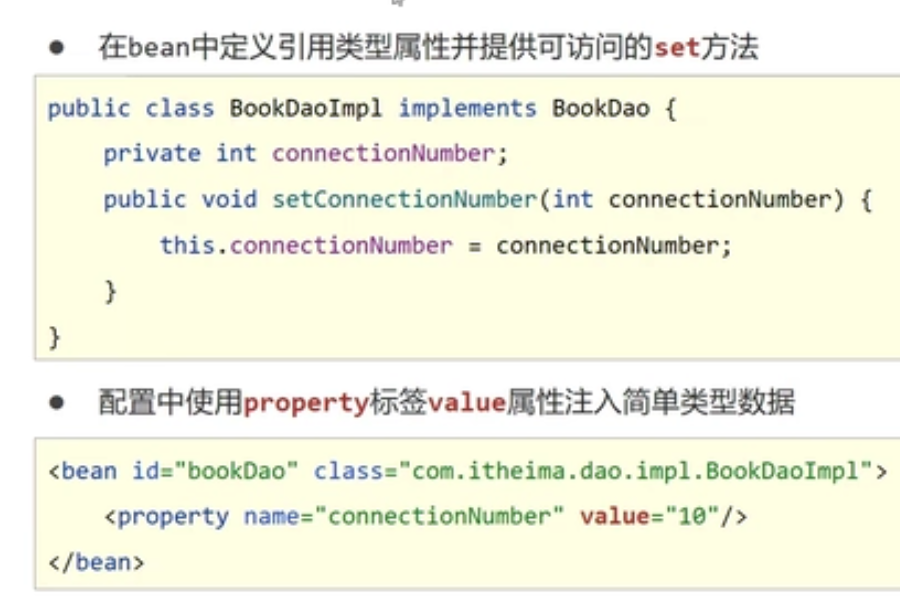 ● 在bean中定义引用类型属性并提供可访问的set方法
public class BookDaoImpl implements BookDao {
    private int connectionNumber;
    public void setConnectionNumber(int connectionNumber) {
        this.connectionNumber = connectionNumber;
    }
}
● 配置中使用property标签value属性注入简单类型数据
<bean id="bookDao" class="com.itheima.dao.impl.BookDaoImpl">
    <property name="connectionNumber" value="10"/>
</bean>